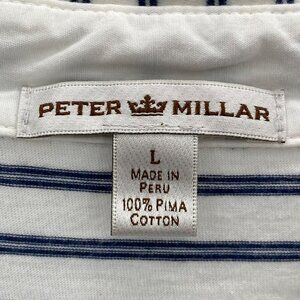 PETER MILLAR
L
MADE IN
PERU
100% PIMA
COTTON